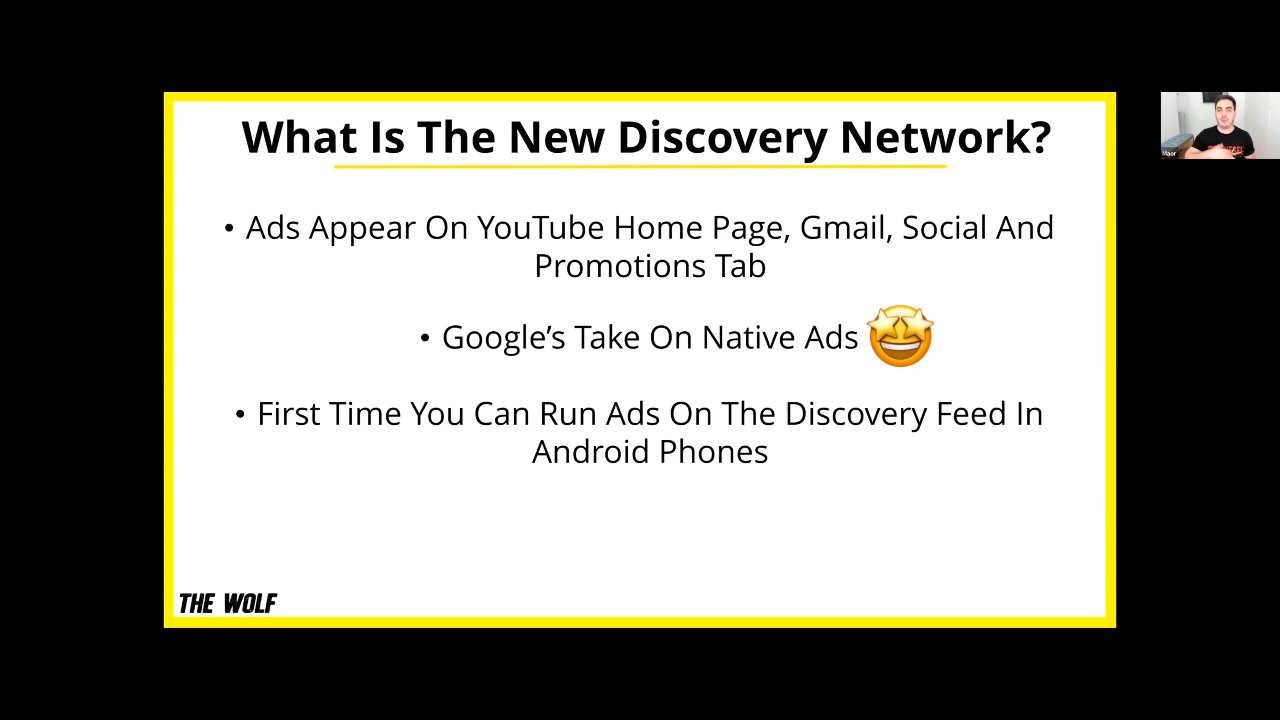 What Is The New Discovery Network?
• Ads Appear On YouTube Home Page, Gmail, Social And
Promotions Tab
• Google’s Take On Native Ads
• First Time You Can Run Ads On The Discovery Feed In
Android Phones
THE WOLF
Maor